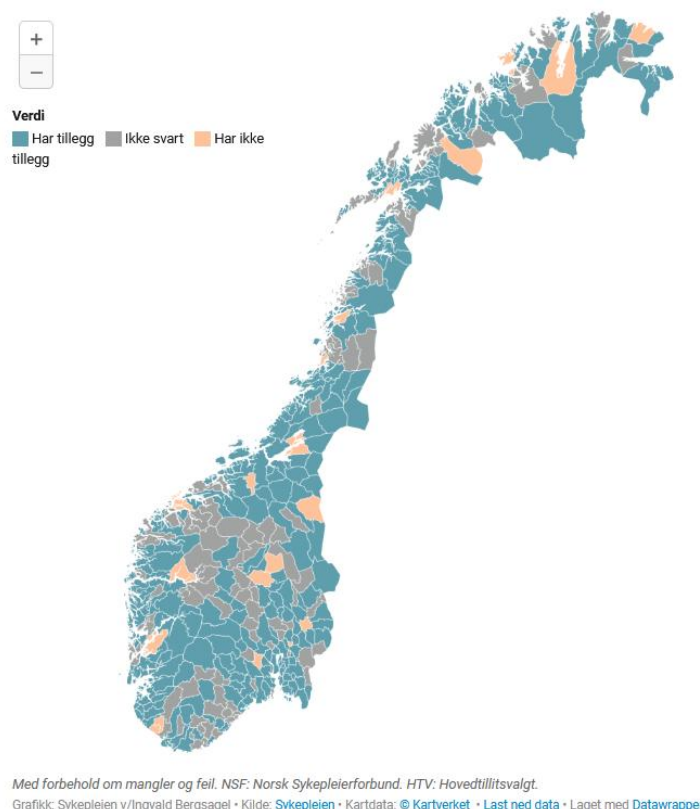 +
−
Verdi
Har tillegg Ikke svart Har ikke
tillegg
Med forbehold om mangler og feil. NSF: Norsk Sykepleierforbund. HTV: Hovedtillitsvalgt.
Grafikk: Sykepleien v/Ingvald Bergsagel • Kilde: Sykepleien • Kartdata: © Kartverket • Last ned data • Laget med Datawrappe